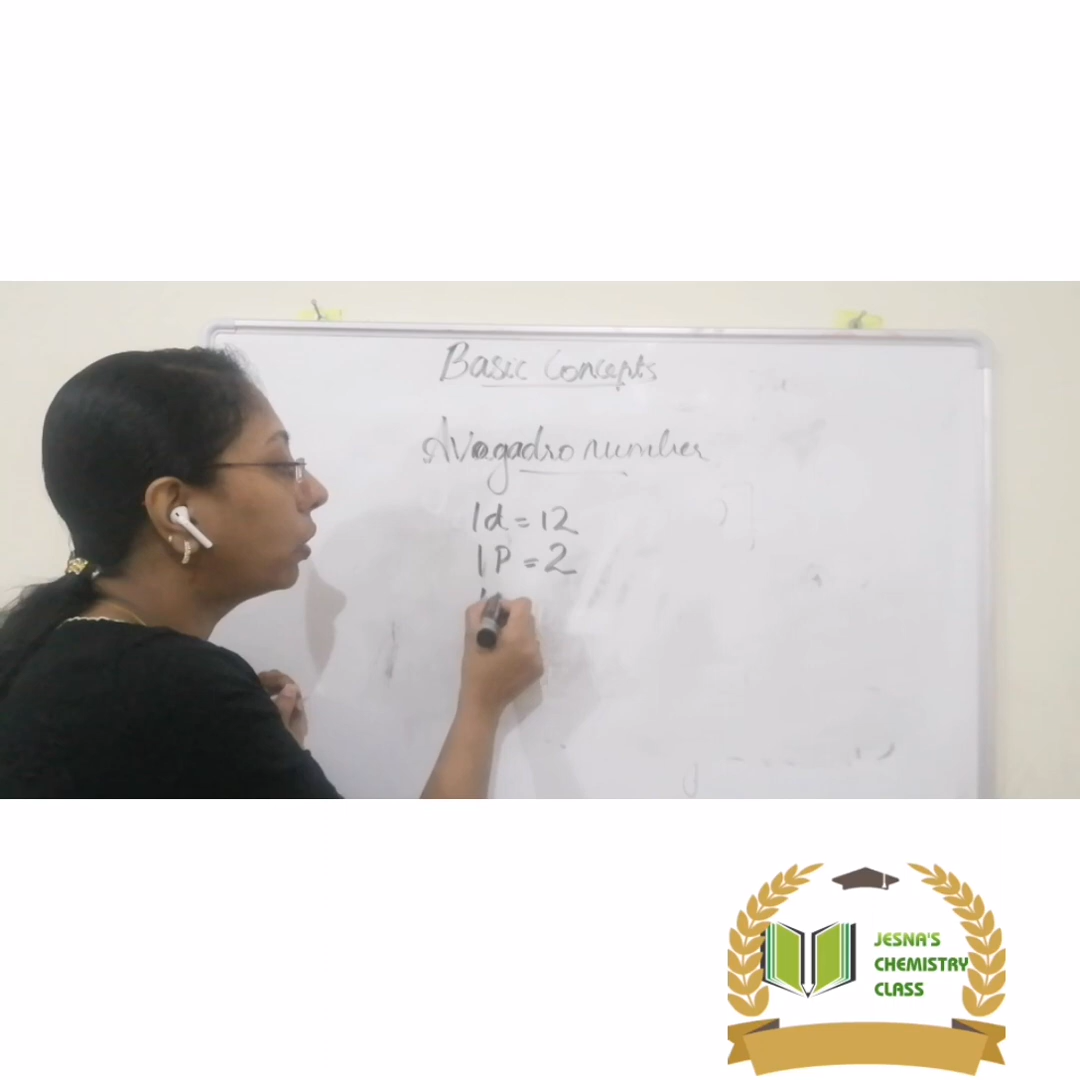 Basic Concepts
Avagadro number
1d = 12
1P = 2
JESNA'S
CHEMISTRY
CLASS